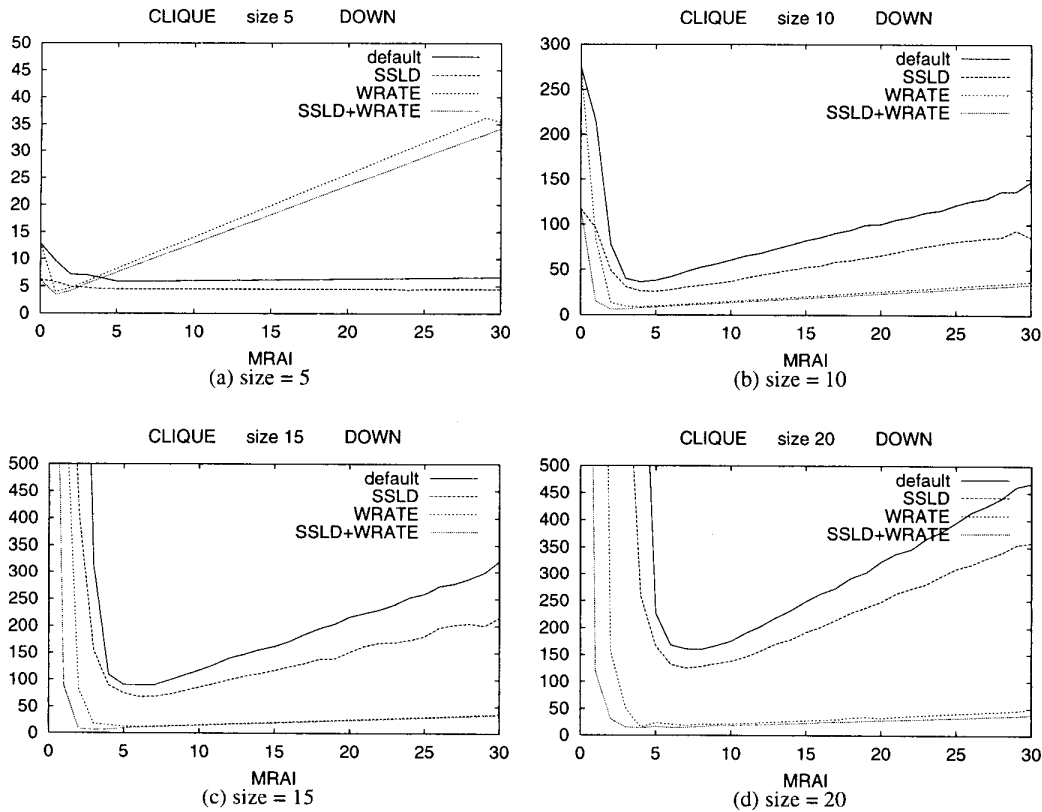 CLIQUE size 5 DOWN
50
45
40
35
30
25
20
15
10
5
0
default
SSLD
WRATE
SSLD+WRATE
0 5 10 15 20 25 30
MRAI
(a) size = 5
CLIQUE size 10 DOWN
300
250
200
150
100
50
0
default
SSLD
WRATE
SSLD+WRATE
0 5 10 15 20 25 30
MRAI
(b) size = 10
CLIQUE size 15 DOWN
500
450
400
350
300
250
200
150
100
50
0
default
SSLD
WRATE
SSLD+WRATE
0 5 10 15 20 25 30
MRAI
(c) size = 15
CLIQUE size 20 DOWN
500
450
400
350
300
250
200
150
100
50
0
default
SSLD
WRATE
SSLD+WRATE
0 5 10 15 20 25 30
MRAI
(d) size = 20